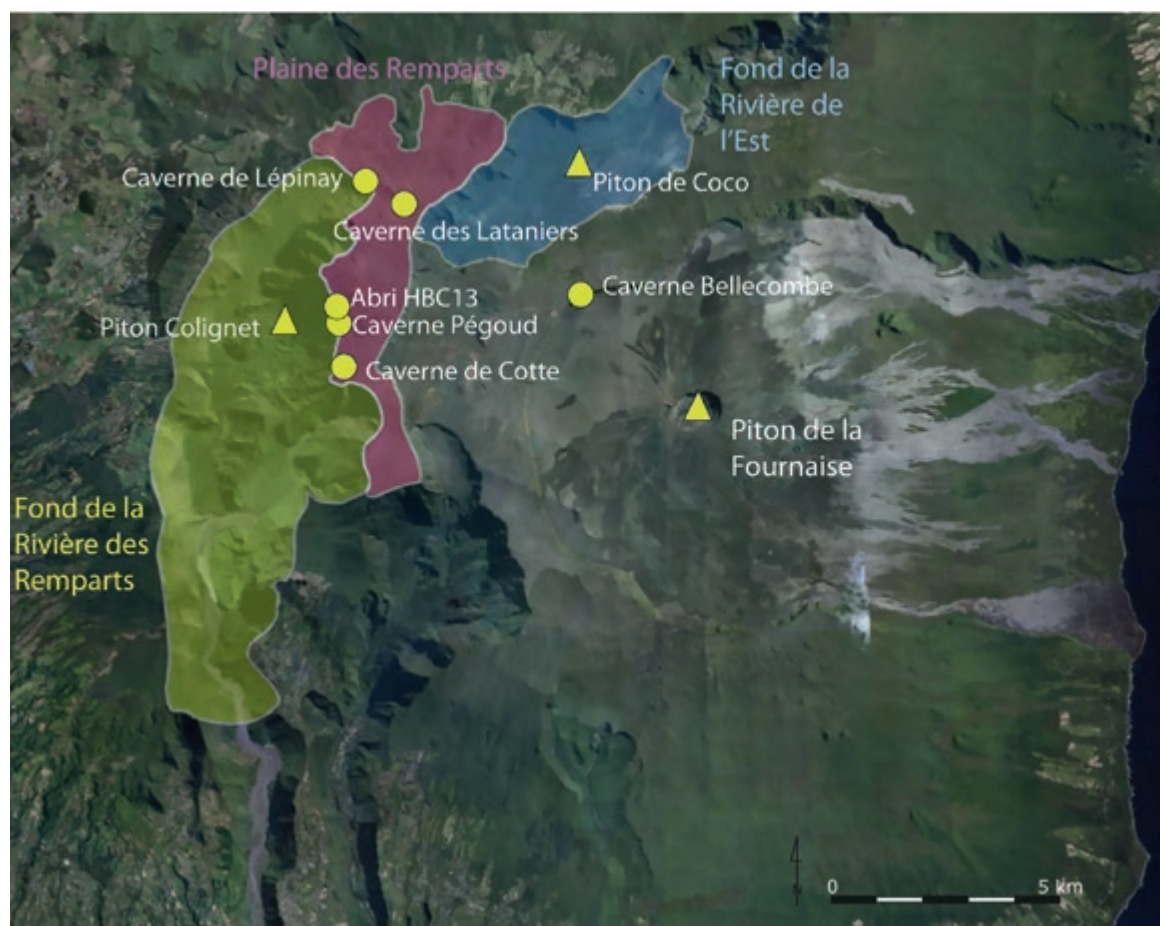 Plaine des Remparts
Fond de la
Rivière de
l'Est
Caverne de Lépinay
Piton de Coco
Caverne des Lataniers
Caverne Bellecombe
Abri HBC13
Piton Colignet
Caverne Pégoud
Caverne de Cotte
Piton de la
Fournaise
Fond de la
Rivière des
Remparts
0 5 km